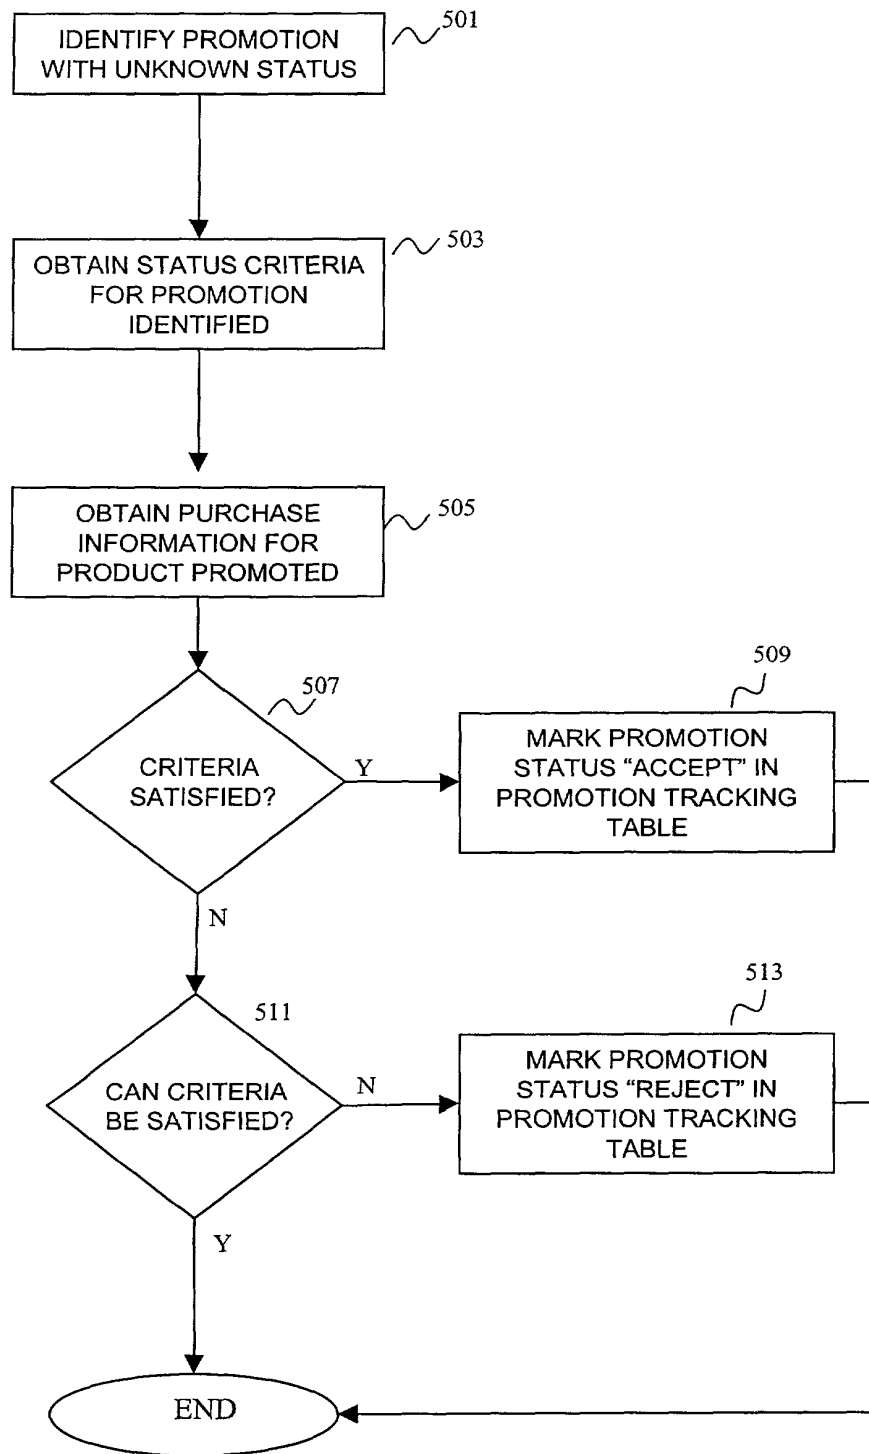 501
IDENTIFY PROMOTION
WITH UNKNOWN STATUS
503
OBTAIN STATUS CRITERIA
FOR PROMOTION
IDENTIFIED
505
OBTAIN PURCHASE
INFORMATION FOR
PRODUCT PROMOTED
507
CRITERIA
SATISFIED?
Y
509
MARK PROMOTION
STATUS “ACCEPT” IN
PROMOTION TRACKING
TABLE
N
511
CAN CRITERIA
BE SATISFIED?
N
513
MARK PROMOTION
STATUS “REJECT” IN
PROMOTION TRACKING
TABLE
Y
END